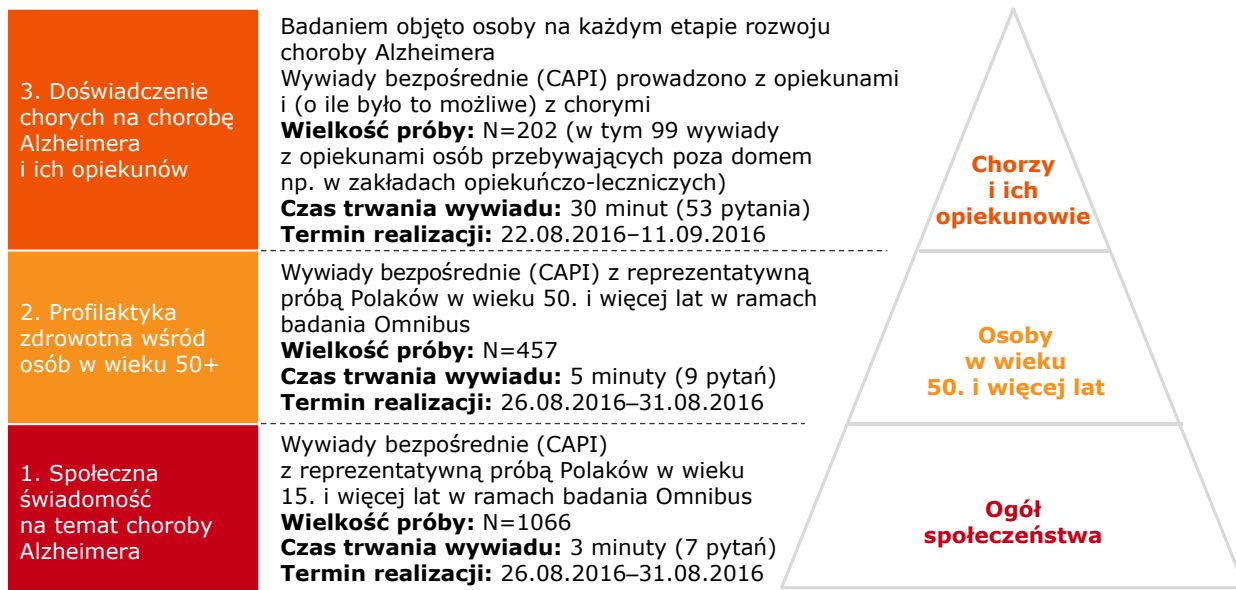 3. Doświadczenie
chorych na chorobę
Alzheimera
i ich opiekunów
Badaniem objęto osoby na każdym etapie rozwoju
choroby Alzheimera
Wywiady bezpośrednie (CAPI) prowadzono z opiekunami
i (o ile było to możliwe) z chorymi
Wielkość próby: N=202 (w tym 99 wywiady
z opiekunami osób przebywających poza domem
np. w zakładach opiekuńczo-leczniczych)
Czas trwania wywiadu: 30 minut (53 pytania)
Termin realizacji: 22.08.2016–11.09.2016
Chorzy
i ich
opiekunowie
2. Profilaktyka
zdrowotna wśród
osób w wieku 50+
Wywiady bezpośrednie (CAPI) z reprezentatywną
próbą Polaków w wieku 50. i więcej lat w ramach
badania Omnibus
Wielkość próby: N=457
Czas trwania wywiadu: 5 minuty (9 pytań)
Termin realizacji: 26.08.2016–31.08.2016
Osoby
w wieku
50. i więcej lat
1. Społeczna
świadomość
na temat choroby
Alzheimera
Wywiady bezpośrednie (CAPI)
z reprezentatywną próbą Polaków w wieku
15. i więcej lat w ramach badania Omnibus
Wielkość próby: N=1066
Czas trwania wywiadu: 3 minuty (7 pytań)
Termin realizacji: 26.08.2016–31.08.2016
Ogół
społeczeństwa